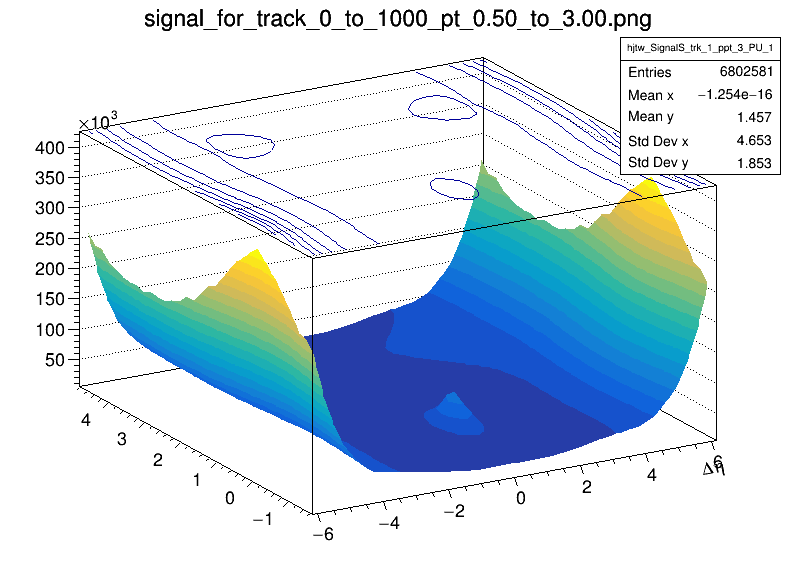 signal_for_track_0_to_1000_pt_0.50_to_3.00.png
hjtw_SignalS_trk_1_ppt_3_PU_1
Entries 6802581
Mean x −1.254e−16
Mean y 1.457
Std Dev x 4.653
Std Dev y 1.853
×10³
400
350
300
250
200
150
100
50
4
3
2
1
0
−1
−6
−4
−2
0
2
4
6
Δη